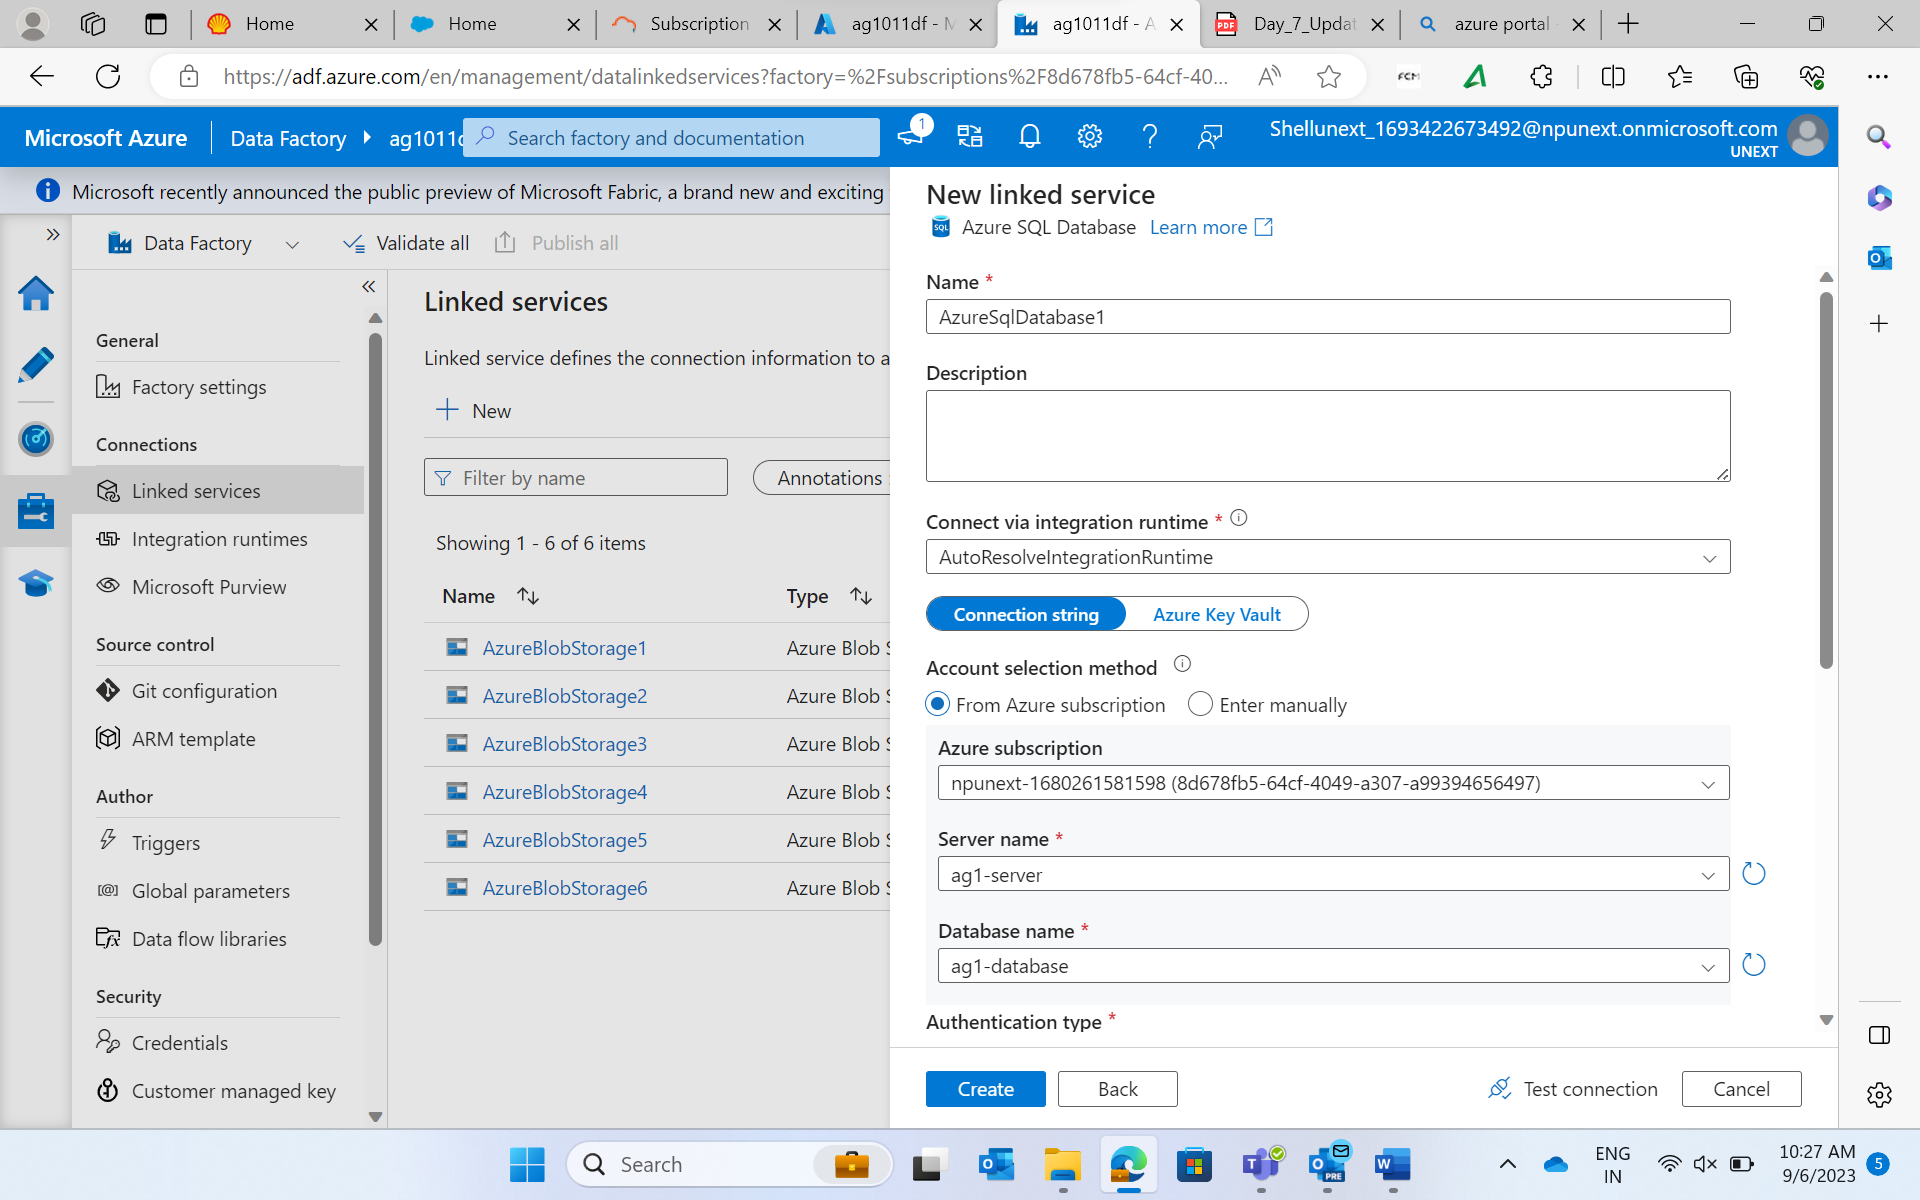 Home
Home
Subscription
ag1011df - M
ag1011df - A
Day_7_Updat
azure portal
https://adf.azure.com/en/management/datalinkedservices?factory=%2Fsubscriptions%2F8d678fb5-64cf-40...
FCM
Microsoft Azure
Data Factory
ag1011d
Search factory and documentation
1
Shellunext_1693422673492@npunext.onmicrosoft.com
UNEXT
Microsoft recently announced the public preview of Microsoft Fabric, a brand new and exciting
Data Factory
Validate all
Publish all
General
Factory settings
Connections
Linked services
Integration runtimes
Microsoft Purview
Source control
Git configuration
ARM template
Author
Triggers
Global parameters
Data flow libraries
Security
Credentials
Customer managed key
Linked services
Linked service defines the connection information to a
New
Filter by name
Annotations :
Showing 1 - 6 of 6 items
Name
Type
AzureBlobStorage1
Azure Blob S
AzureBlobStorage2
Azure Blob S
AzureBlobStorage3
Azure Blob S
AzureBlobStorage4
Azure Blob S
AzureBlobStorage5
Azure Blob S
AzureBlobStorage6
Azure Blob S
New linked service
SQL
Azure SQL Database
Learn more
Name *
AzureSqlDatabase1
Description
Connect via integration runtime *
AutoResolveIntegrationRuntime
Connection string
Azure Key Vault
Account selection method
From Azure subscription
Enter manually
Azure subscription
npunext-1680261581598 (8d678fb5-64cf-4049-a307-a99394656497)
Server name *
ag1-server
Database name *
ag1-database
Authentication type *
Create
Back
Test connection
Cancel
Search
PRE
ENG
IN
10:27 AM
9/6/2023
5